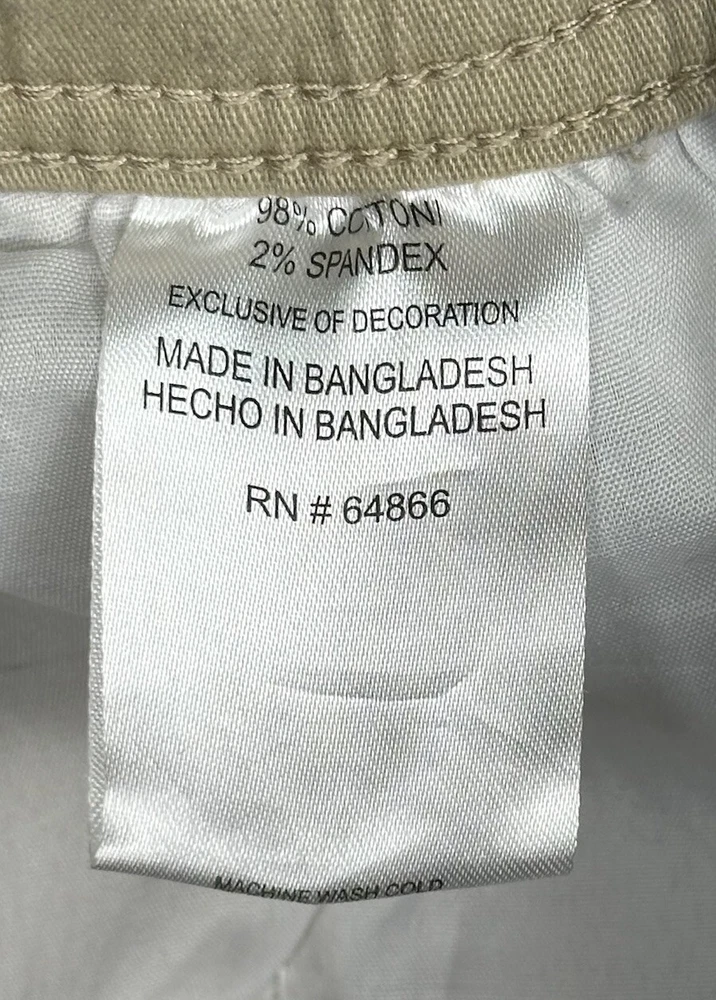 98% COTTON
2% SPANDEX
EXCLUSIVE OF DECORATION
MADE IN BANGLADESH
HECHO IN BANGLADESH
RN # 64866
MACHINE WASH COLD